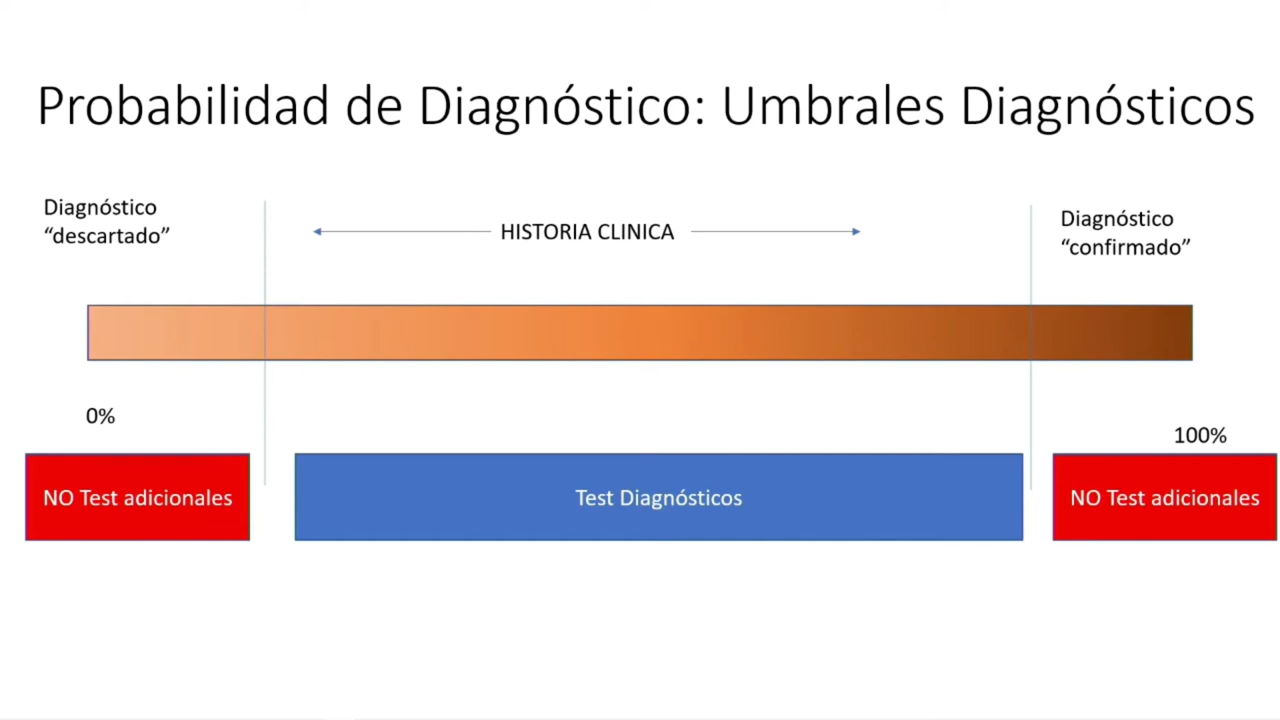 Probabilidad de Diagnóstico: Umbrales Diagnósticos
Diagnóstico
“descartado”
HISTORIA CLINICA
Diagnóstico
“confirmado”
0%
100%
NO Test adicionales
Test Diagnósticos
NO Test adicionales